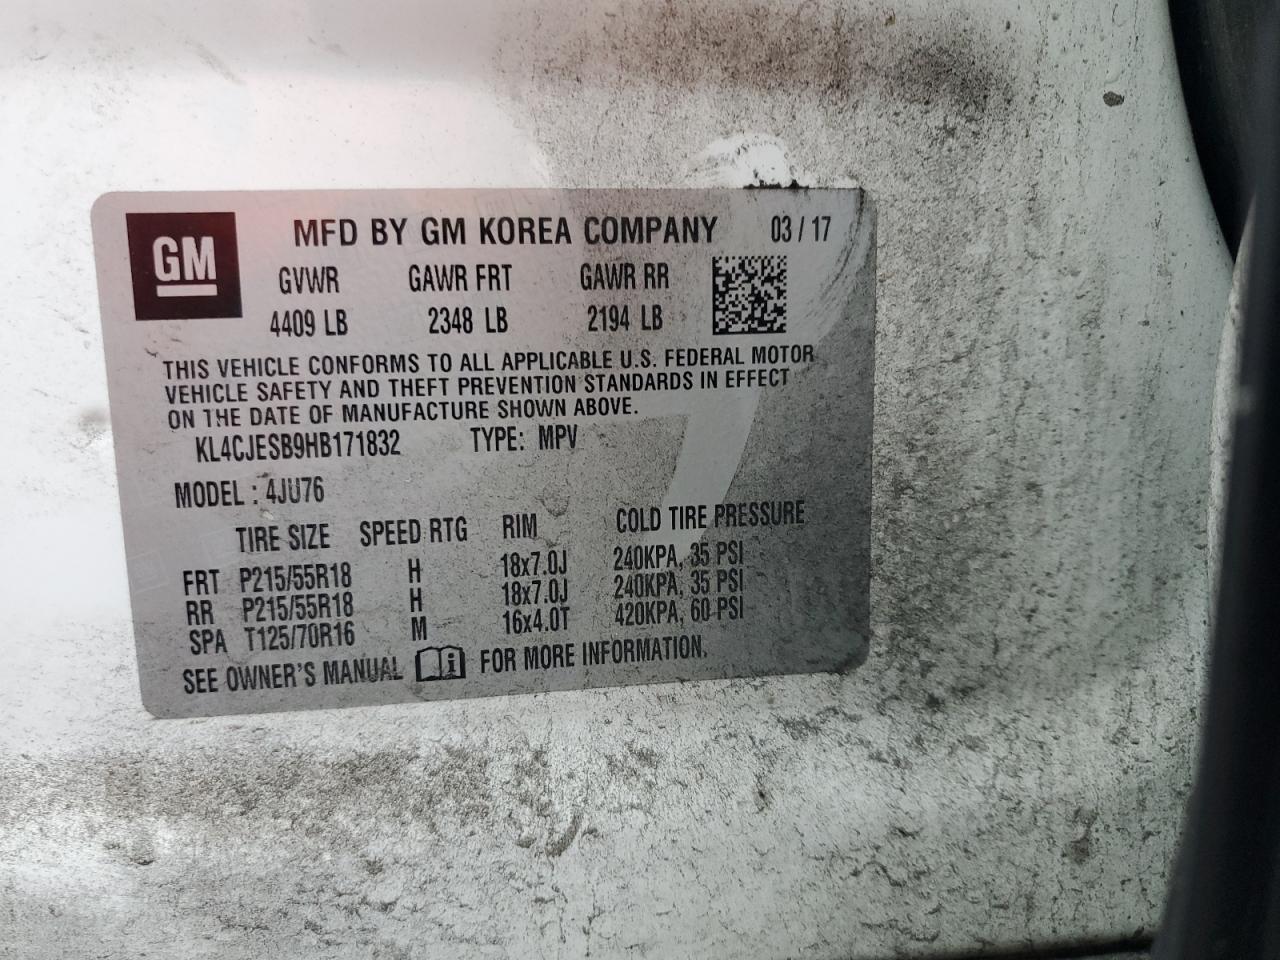 GM MFD BY GM KOREA COMPANY 03 / 17
GVWR GAWR FRT GAWR RR
4409 LB 2348 LB 2194 LB
THIS VEHICLE CONFORMS TO ALL APPLICABLE U.S. FEDERAL MOTOR
VEHICLE SAFETY AND THEFT PREVENTION STANDARDS IN EFFECT
ON THE DATE OF MANUFACTURE SHOWN ABOVE.
KL4CJESB9HB171832 TYPE: MPV
MODEL : 4JU76
TIRE SIZE SPEED RTG RIM COLD TIRE PRESSURE
FRT P215/55R18 H 18x7.0J 240KPA, 35 PSI
RR P215/55R18 H 18x7.0J 240KPA, 35 PSI
SPA T125/70R16 M 16x4.0T 420KPA, 60 PSI
SEE OWNER'S MANUAL i FOR MORE INFORMATION.